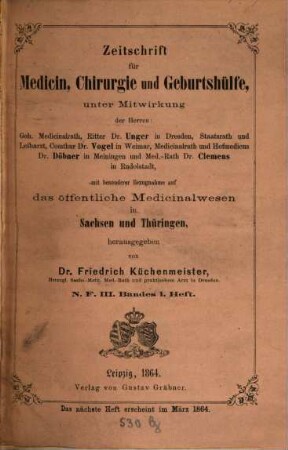 Zeitschrift
für
Medicin, Chirurgie und Geburtshülfe,
unter Mitwirkung
der Herren:
Geh. Medicinalrath, Ritter Dr. Unger in Dresden, Staatsrath und
Leibarzt, Comthur Dr. Vogel in Weimar, Medicinalrath und Hofmedicus
Dr. Döbner in Meiningen und Med.-Rath Dr. Clemens
in Rudolstadt,
mit besonderer Bezugnahme auf
das öffentliche Medicinalwesen
in
Sachsen und Thüringen,
herausgegeben
von
Dr. Friedrich Küchenmeister,
Herzogl. Sachs.-Mein. Med.-Rath und praktischem Arzt in Dresden.
N. F. III. Bandes 1. Heft.
Leipzig, 1864.
Verlag von Gustav Gräbner.
Das nächste Heft erscheint im März 1864.
530